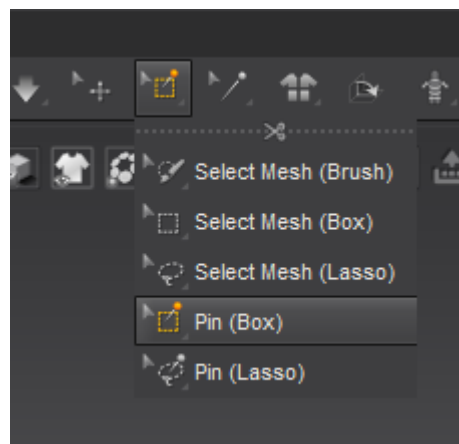 Select Mesh (Brush)
Select Mesh (Box)
Select Mesh (Lasso)
Pin (Box)
Pin (Lasso)